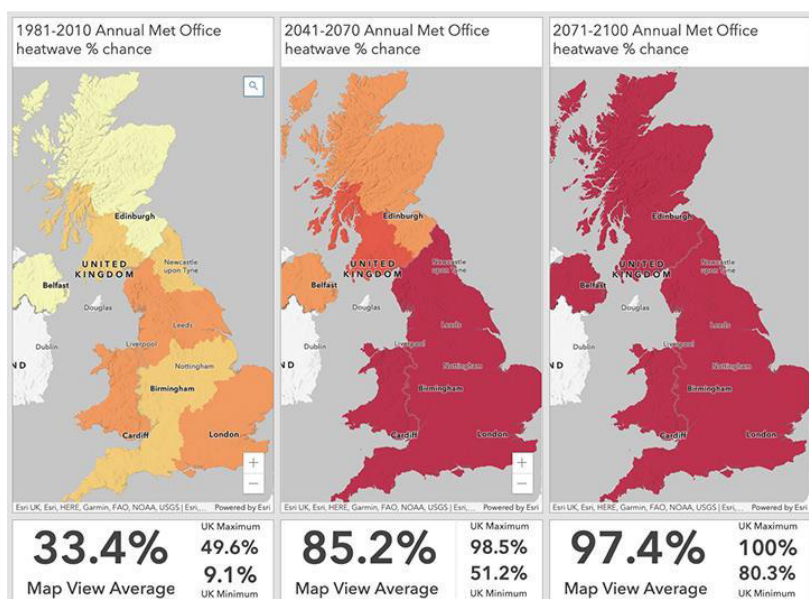 1981-2010 Annual Met Office
heatwave % chance
Edinburgh
UNITED
KINGDOM
Newcastle
upon Tyne
Belfast
Douglas
Dublin
Leeds
Liverpool
ND
Nottingham
Birmingham
Cardiff
London
+
−
Esri UK, Esri, HERE, Garmin, FAO, NOAA, USGS | Esri,... Powered by Esri
33.4%
Map View Average
UK Maximum
49.6%
9.1%
UK Minimum
2041-2070 Annual Met Office
heatwave % chance
Edinburgh
UNITED
KINGDOM
Newcastle
upon Tyne
Belfast
Douglas
Dublin
Leeds
Liverpool
Nottingham
Birmingham
Cardiff
London
+
−
Esri UK, Esri, HERE, Garmin, FAO, NOAA, USGS | Esri,... Powered by Esri
85.2%
Map View Average
UK Maximum
98.5%
51.2%
UK Minimum
2071-2100 Annual Met Office
heatwave % chance
Edinburgh
UNITED
KINGDOM
Newcastle
upon Tyne
Belfast
Douglas
Dublin
Leeds
Liverpool
ND
Nottingham
Birmingham
Cardiff
London
Esri UK, Esri, HERE, Garmin, FAO, NOAA, USGS | Esri,... Powered by Esri
97.4%
Map View Average
UK Maximum
100%
80.3%
UK Minimum